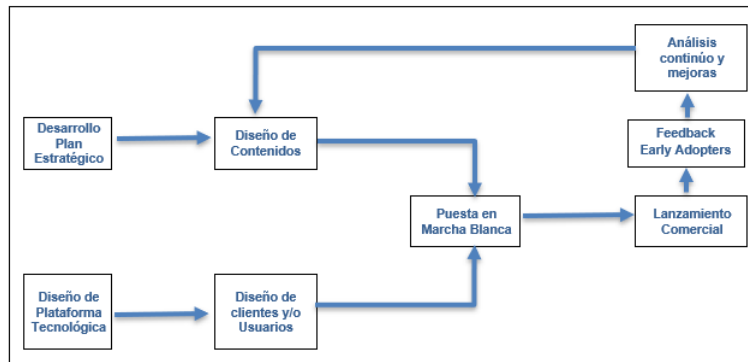 Análisis
continúo y
mejoras
Desarrollo
Plan
Estratégico
Diseño de
Contenidos
Feedback
Early Adopters
Puesta en
Marcha Blanca
Lanzamiento
Comercial
Diseño de
Plataforma
Tecnológica
Diseño de
clientes y/o
Usuarios